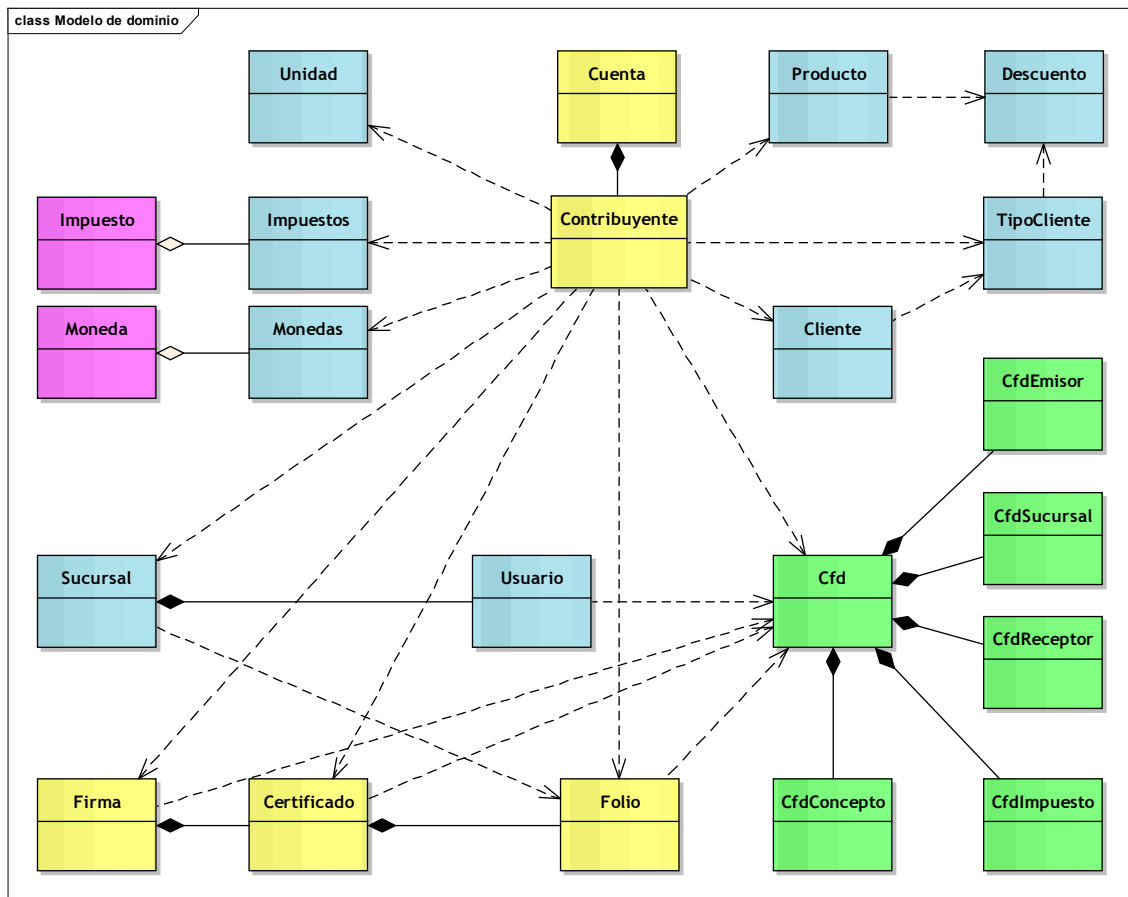 class Modelo de dominio
Unidad
Cuenta
Producto
Descuento
Impuesto
Impuestos
Contribuyente
TipoCliente
Moneda
Monedas
Cliente
CfdEmisor
CfdSucursal
Sucursal
Usuario
Cfd
CfdReceptor
Firma
Certificado
Folio
CfdConcepto
CfdImpuesto